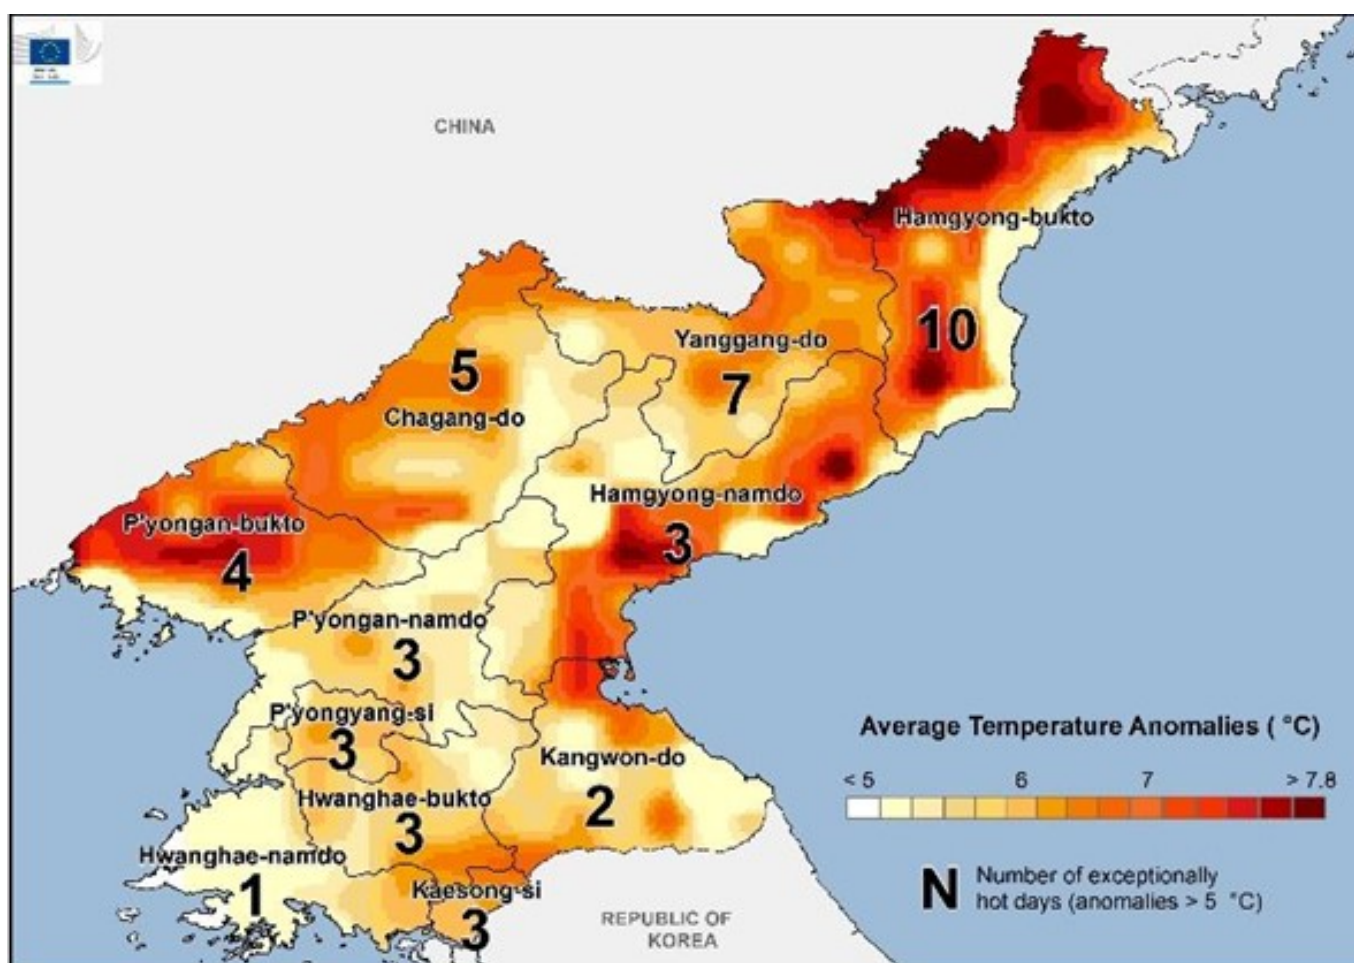 CHINA
Hamgyong-bukto
10
Yanggang-do
7
5
Chagang-do
Hamgyong-namdo
3
P'yongan-bukto
4
P'yongan-namdo
3
P'yongyang-si
3
Kangwon-do
2
Hwanghae-bukto
3
Hwanghae-namdo
1
Kaesong-si
3
REPUBLIC OF
KOREA
Average Temperature Anomalies ( °C)
< 5 6 7 > 7.8
N Number of exceptionally
hot days (anomalies > 5 °C)